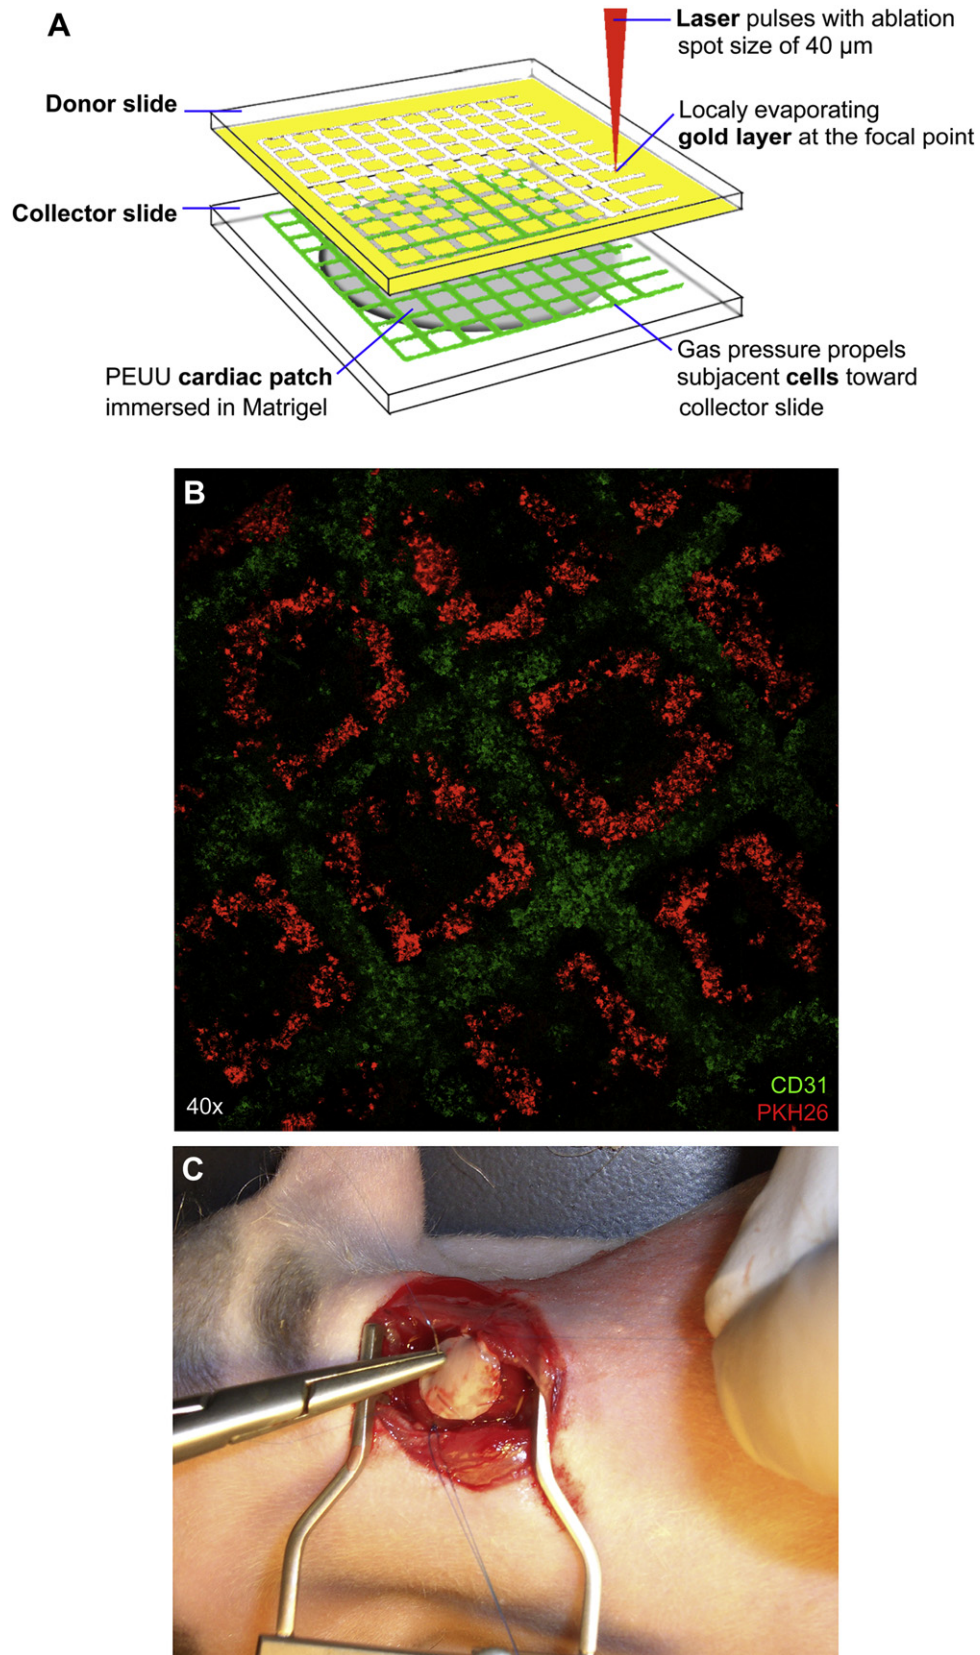 A
Laser pulses with ablation
spot size of 40 µm
Donor slide
Localy evaporating
gold layer at the focal point
Collector slide
PEUU cardiac patch
immersed in Matrigel
Gas pressure propels
subjacent cells toward
collector slide
B
40x
CD31
PKH26
C